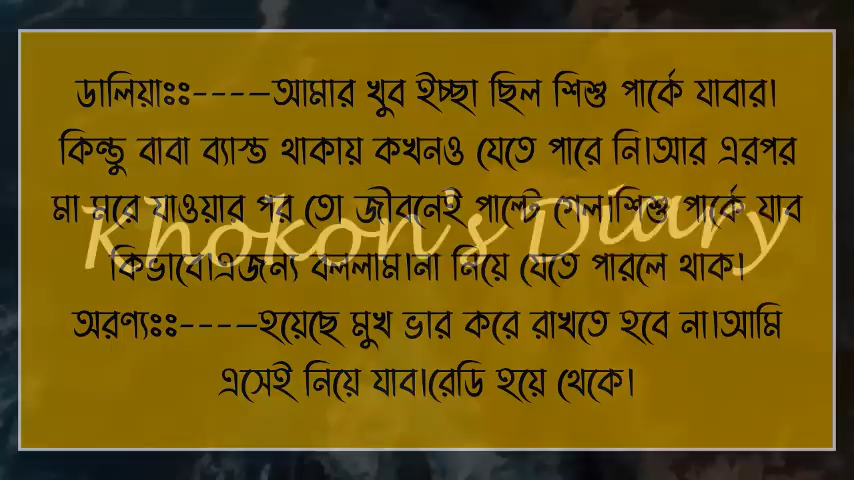 ডালিয়াঃঃ----আমার খুব ইচ্ছা ছিল শিশু পার্কে যাবার।
কিন্তু বাবা ব্যাস্ত থাকায় কখনও যেতে পারে নি।আর এরপর
মা মরে যাওয়ার পর তো জীবনেই পাল্টে গেল।শিশু পার্কে যাব
কিভাবে।এজন্য বললাম।না নিয়ে যেতে পারলে থাক।
অরণ্যঃঃ----হয়েছে মুখ ভার করে রাখতে হবে না।আমি
এসেই নিয়ে যাব।রেডি হয়ে থেকে।
Khokon's Diary